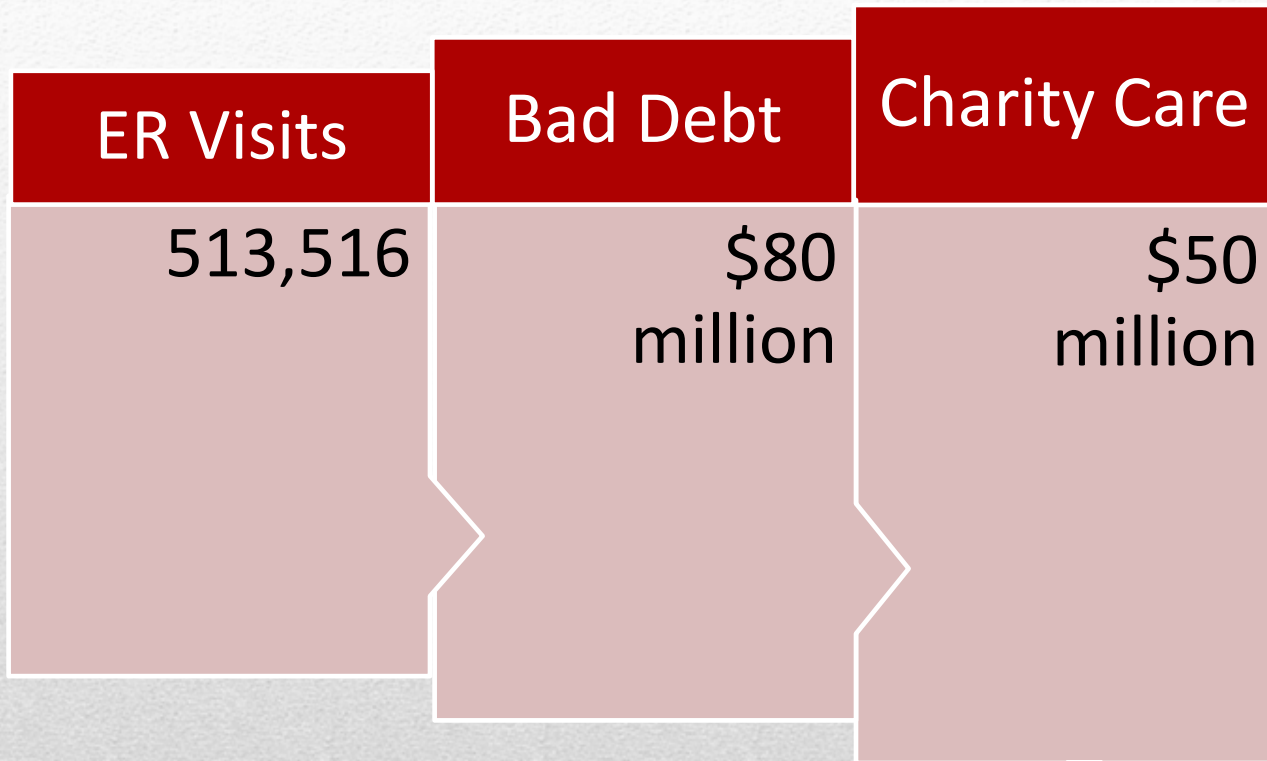 ER Visits
513,516
Bad Debt
$80
million
Charity Care
$50
million